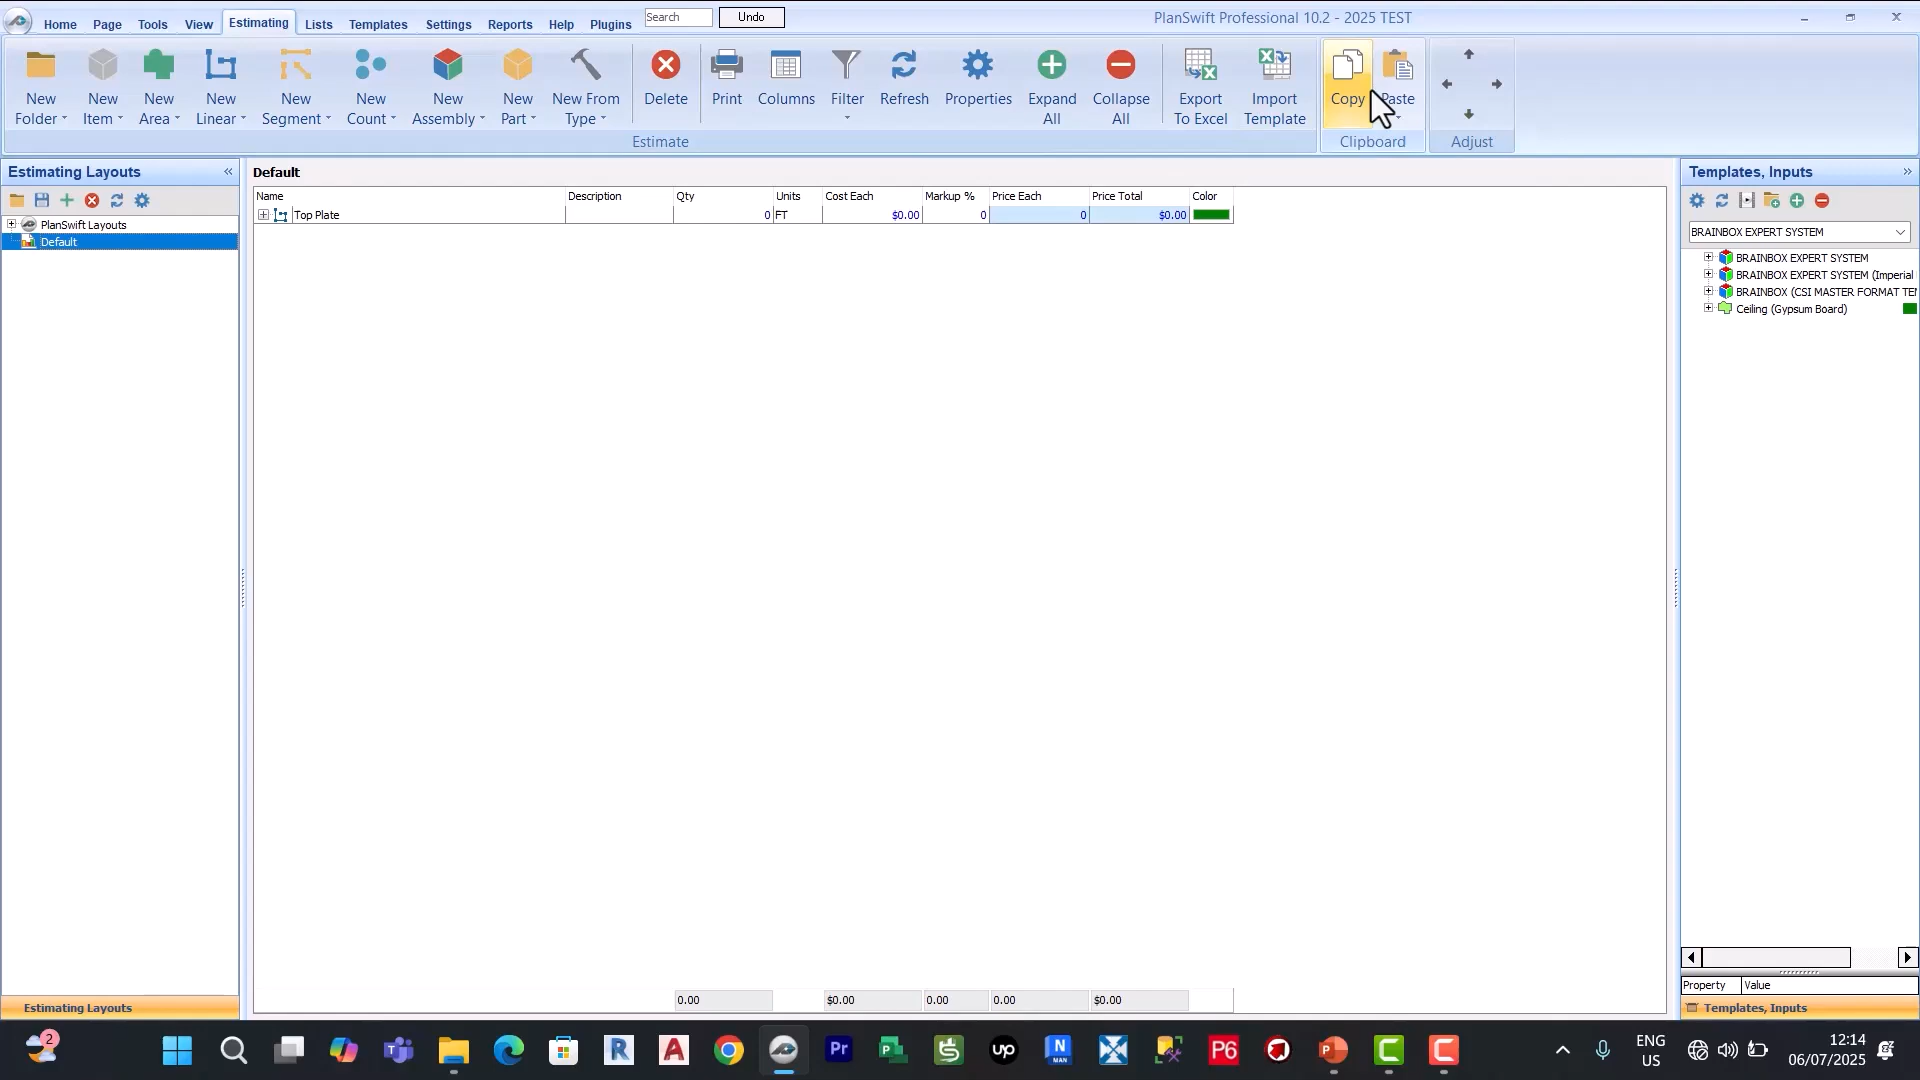 Home Page Tools View Estimating Lists Templates Settings Reports Help Plugins Search Undo
PlanSwift Professional 10.2 - 2025 TEST
New Folder
New Item
New Area
New Linear
New Segment
New Count
New Assembly
New Part
New From Type
Delete
Print
Columns
Filter
Refresh
Properties
Expand All
Collapse All
Export To Excel
Import Template
Copy
Paste
Estimate
Clipboard
Adjust
Estimating Layouts
PlanSwift Layouts
Default
Default
Name Description Qty Units Cost Each Markup % Price Each Price Total Color
Top Plate 0 FT $0.00 0 0 $0.00
0.00 $0.00 0.00 0.00 $0.00
Templates, Inputs
BRAINBOX EXPERT SYSTEM
BRAINBOX EXPERT SYSTEM
BRAINBOX EXPERT SYSTEM (Imperial
BRAINBOX (CSI MASTER FORMAT TE
Ceiling (Gypsum Board)
Property Value
Estimating Layouts
Templates, Inputs
2
Pr
P
up
N
MAN
P6
ENG
US
12:14
06/07/2025